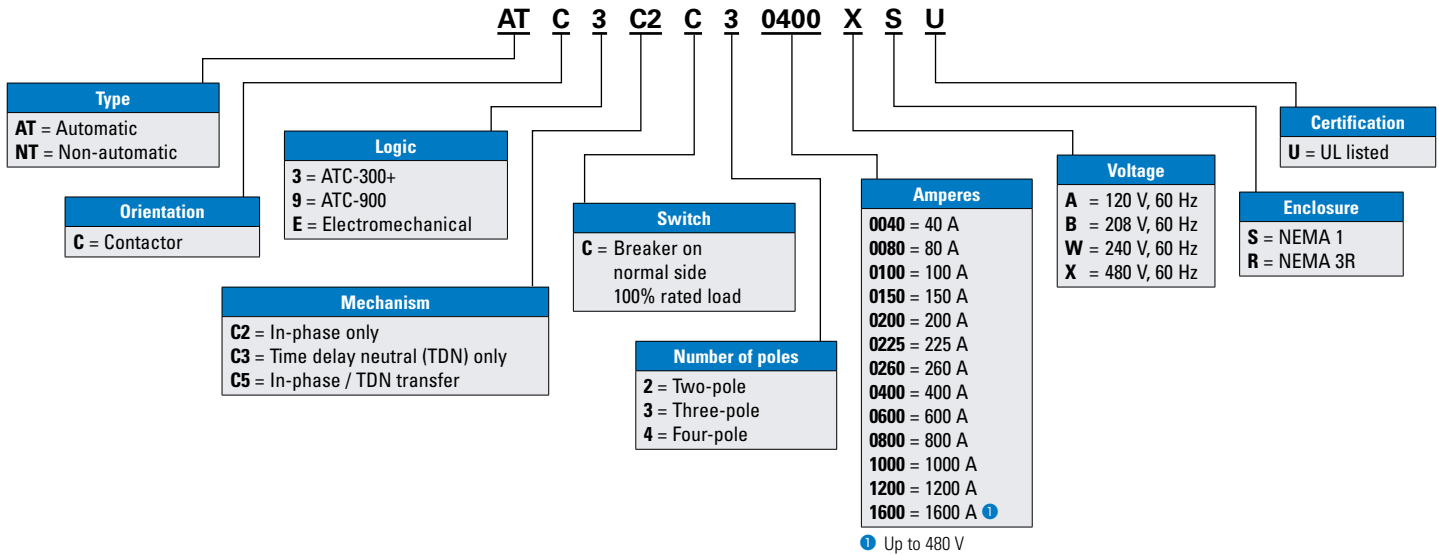 AT C 3 C2 C 3 0400 X S U
Type
AT = Automatic
NT = Non-automatic
Orientation
C = Contactor
Logic
3 = ATC-300+
9 = ATC-900
E = Electromechanical
Mechanism
C2 = In-phase only
C3 = Time delay neutral (TDN) only
C5 = In-phase / TDN transfer
Switch
C = Breaker on
normal side
100% rated load
Number of poles
2 = Two-pole
3 = Three-pole
4 = Four-pole
Amperes
0040 = 40 A
0080 = 80 A
0100 = 100 A
0150 = 150 A
0200 = 200 A
0225 = 225 A
0260 = 260 A
0400 = 400 A
0600 = 600 A
0800 = 800 A
1000 = 1000 A
1200 = 1200 A
1600 = 1600 A ❶
❶ Up to 480 V
Voltage
A = 120 V, 60 Hz
B = 208 V, 60 Hz
W = 240 V, 60 Hz
X = 480 V, 60 Hz
Enclosure
S = NEMA 1
R = NEMA 3R
Certification
U = UL listed